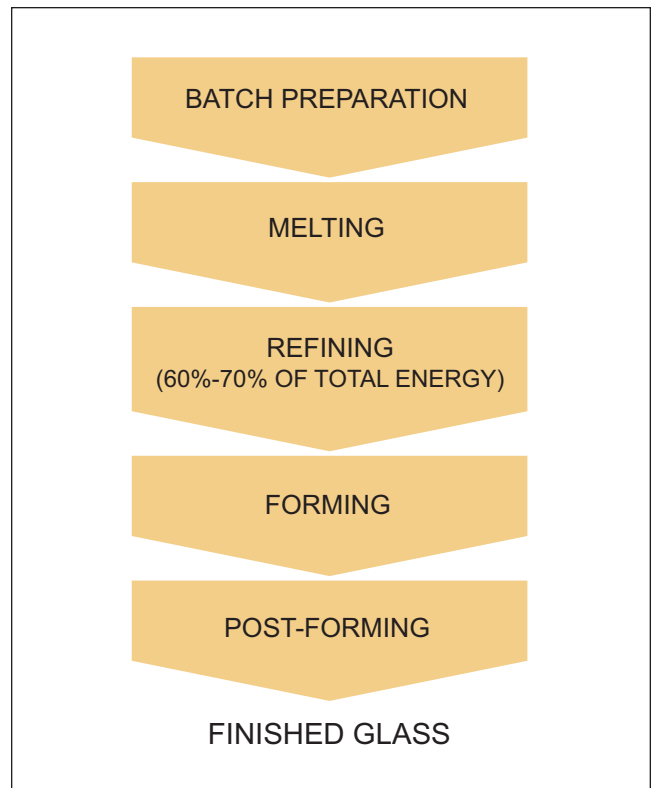 BATCH PREPARATION
MELTING
REFINING
(60%-70% OF TOTAL ENERGY)
FORMING
POST-FORMING
FINISHED GLASS